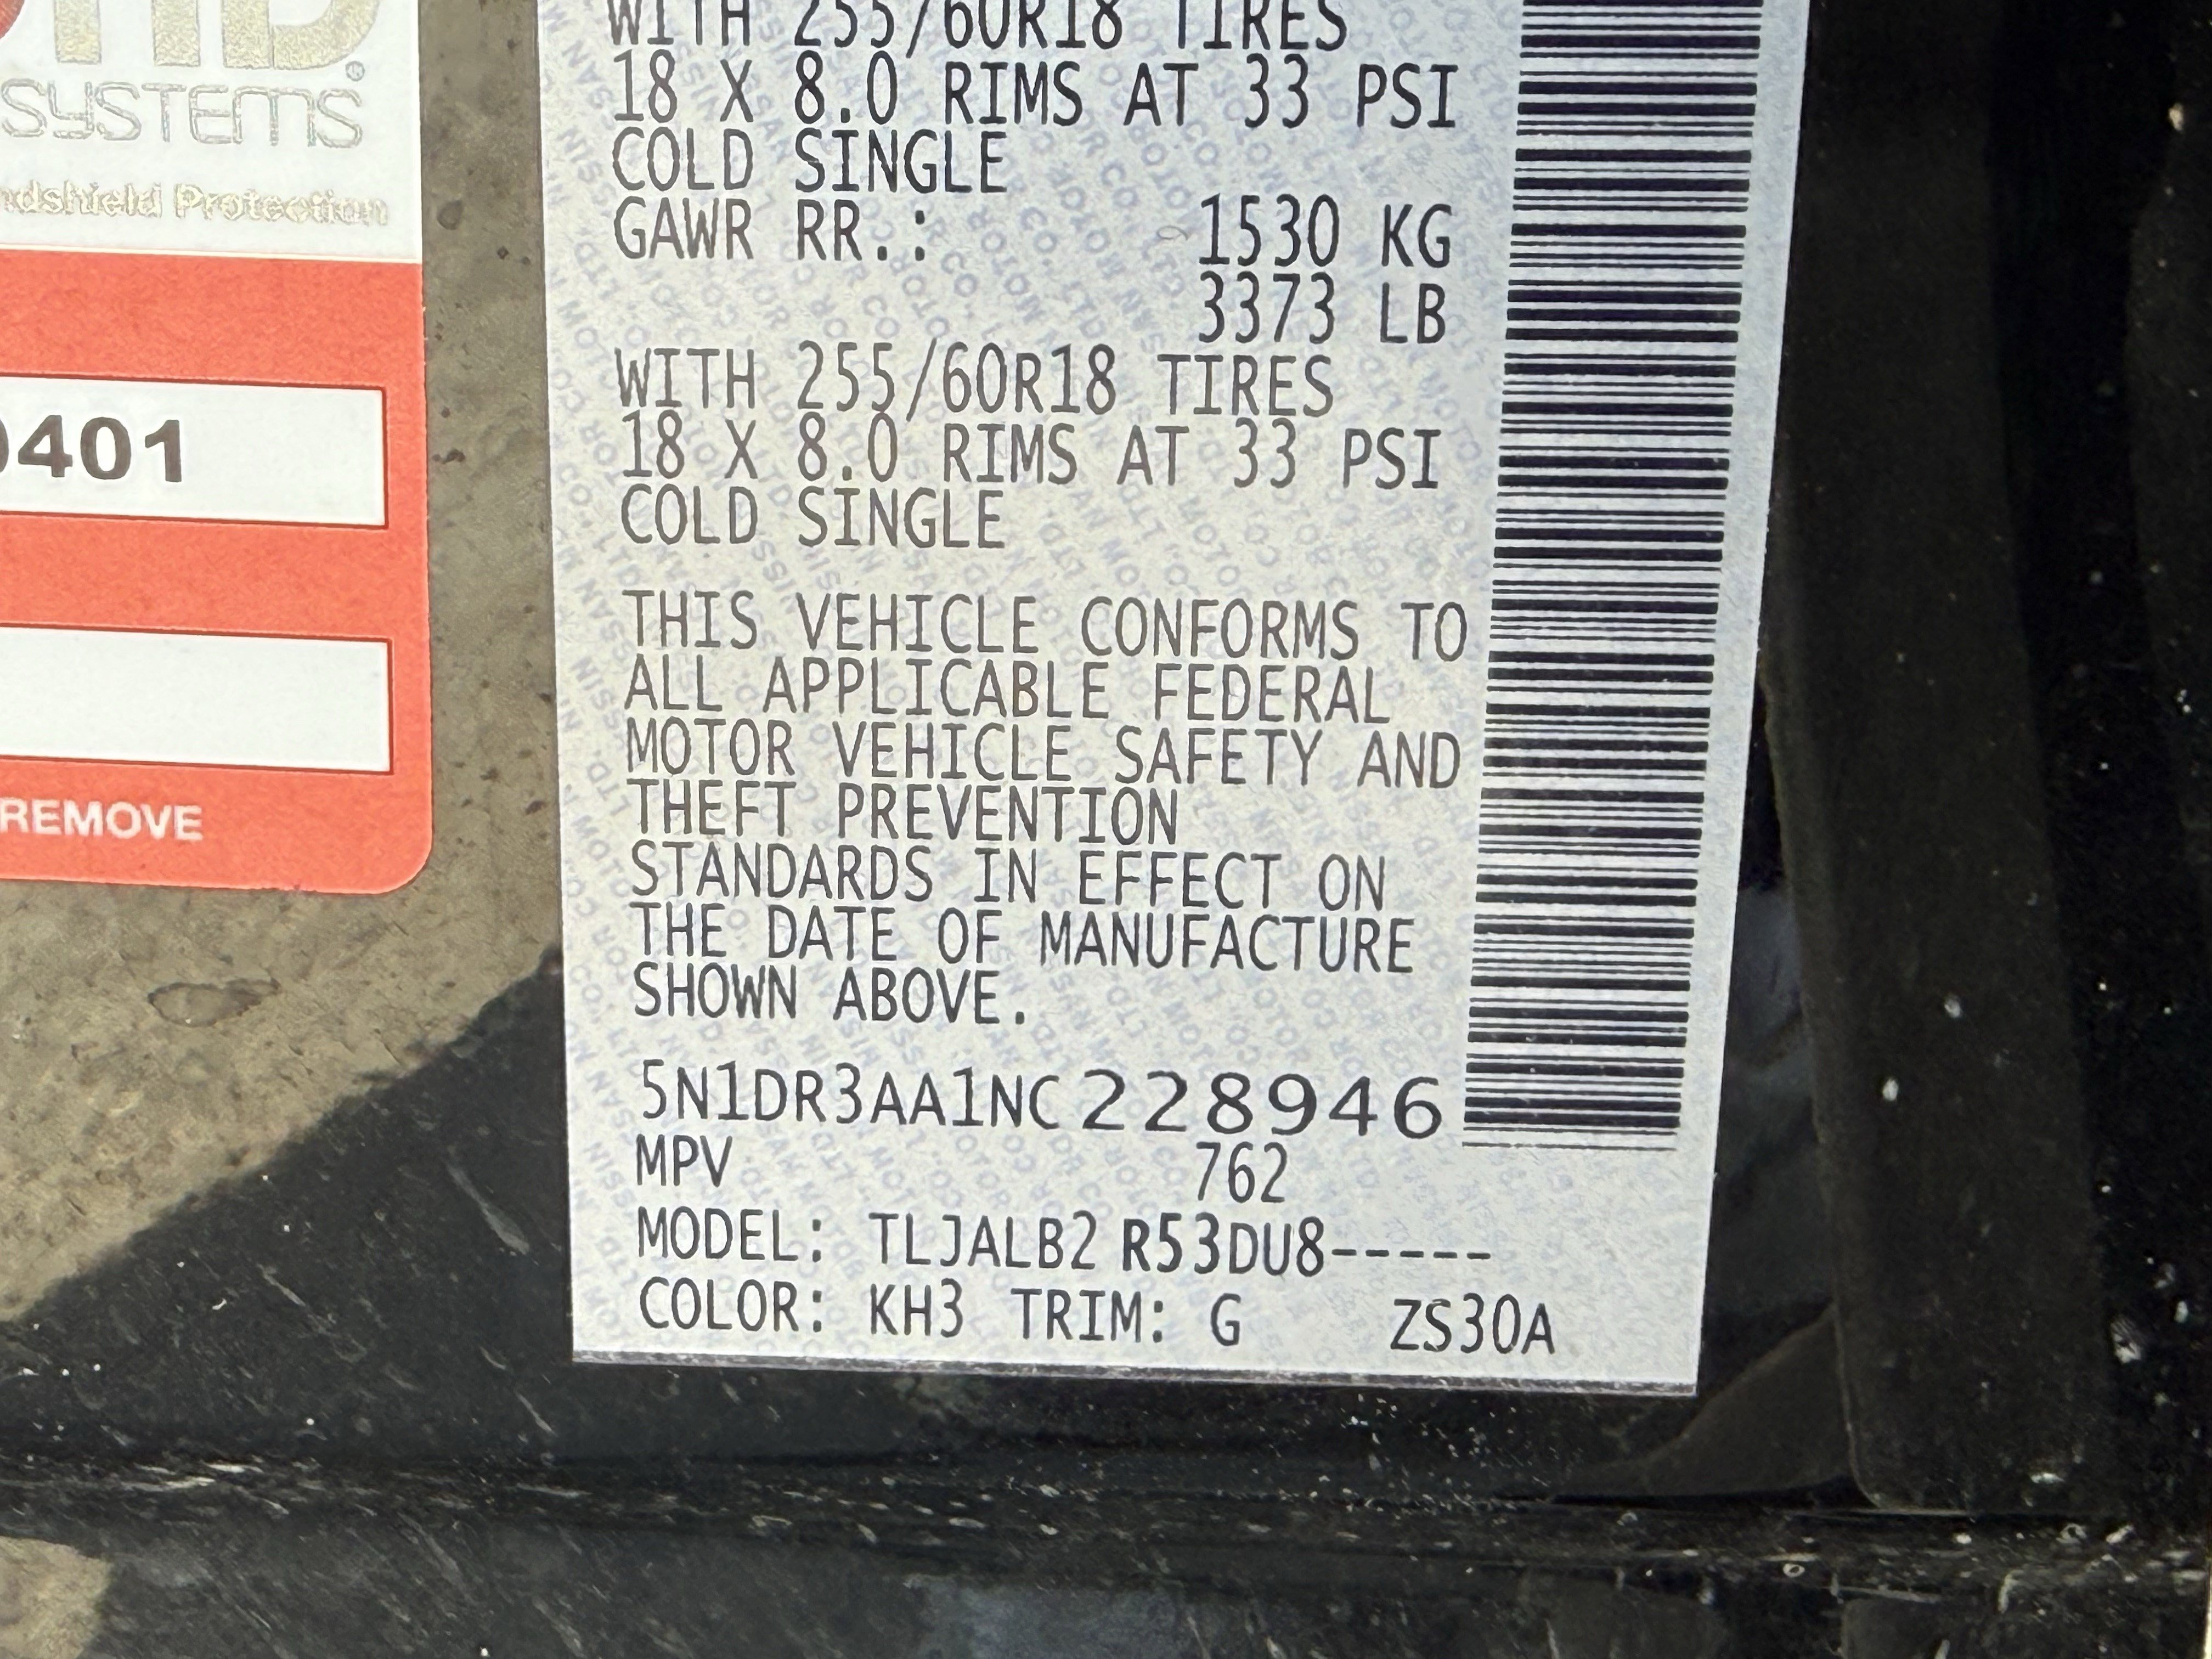 SYSTEMS®
Protection
401
REMOVE
WITH 255/60R18 TIRES
18 X 8.0 RIMS AT 33 PSI
COLD SINGLE
GAWR RR.: 1530 KG
3373 LB
WITH 255/60R18 TIRES
18 X 8.0 RIMS AT 33 PSI
COLD SINGLE
THIS VEHICLE CONFORMS TO
ALL APPLICABLE FEDERAL
MOTOR VEHICLE SAFETY AND
THEFT PREVENTION
STANDARDS IN EFFECT ON
THE DATE OF MANUFACTURE
SHOWN ABOVE.
5N1DR3AA1NC228946
MPV 762
MODEL: TLJALB2 R53DU8-----
COLOR: KH3 TRIM: G ZS30A